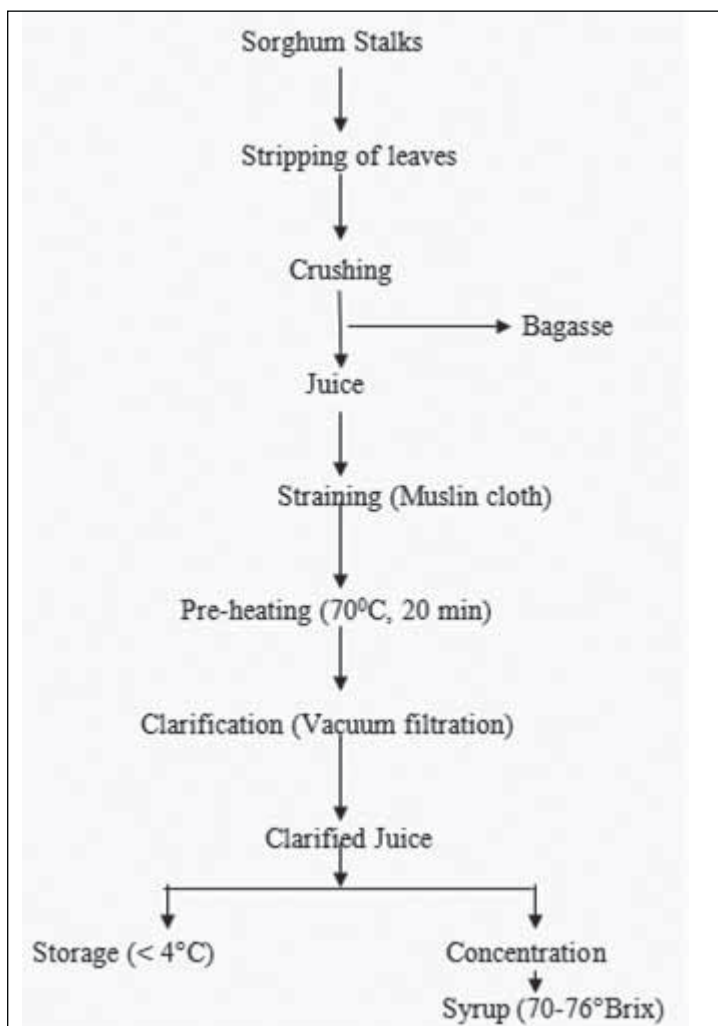 Sorghum Stalks
Stripping of leaves
Crushing
Bagasse
Juice
Straining (Muslin cloth)
Pre-heating (70⁰C, 20 min)
Clarification (Vacuum filtration)
Clarified Juice
Storage (< 4°C)
Concentration
Syrup (70-76°Brix)